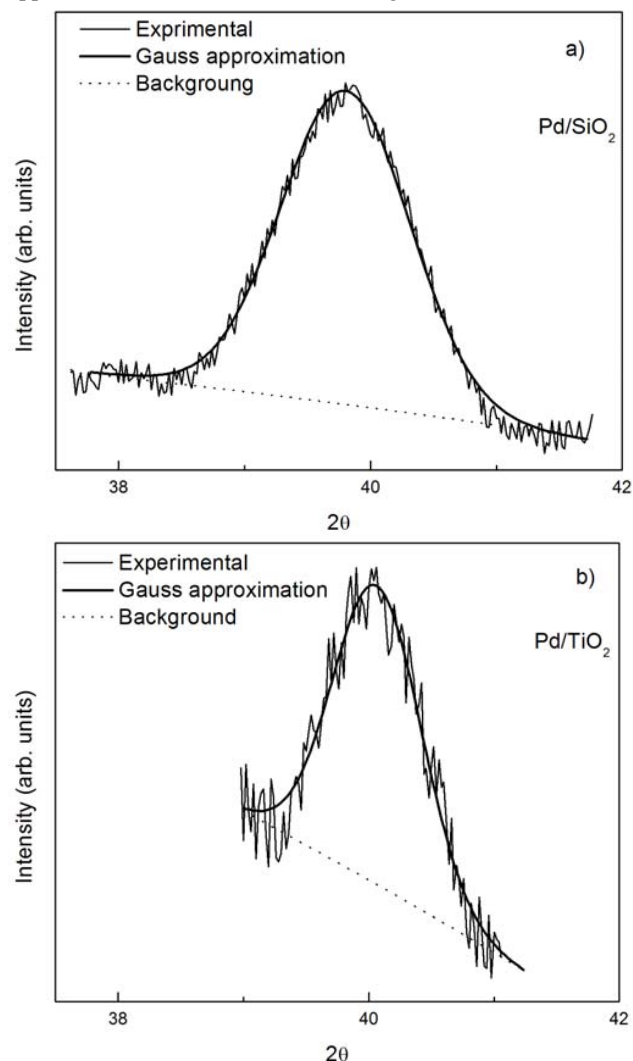 Exprimental
Gauss approximation
Backgroung
a)
Pd/SiO₂
Intensity (arb. units)
38 40 42
2θ
Experimental
Gauss approximation
Background
b)
Pd/TiO₂
Intensity (arb. units)
38 40 42
2θ